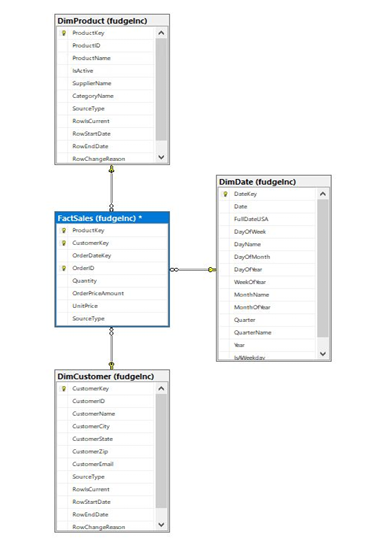 DimProduct (fudgeInc)
ProductKey
ProductID
ProductName
IsActive
SupplierName
CategoryName
SourceType
RowIsCurrent
RowStartDate
RowEndDate
RowChangeReason
FactSales (fudgeInc) *
ProductKey
CustomerKey
OrderDateKey
OrderID
Quantity
OrderPriceAmount
UnitPrice
SourceType
DimDate (fudgeInc)
DateKey
Date
FullDateUSA
DayOfWeek
DayName
DayOfMonth
DayOfYear
WeekOfYear
MonthName
MonthOfYear
Quarter
QuarterName
Year
IsAWeekday
DimCustomer (fudgeInc)
CustomerKey
CustomerID
CustomerName
CustomerCity
CustomerState
CustomerZip
CustomerEmail
SourceType
RowIsCurrent
RowStartDate
RowEndDate
RowChangeReason